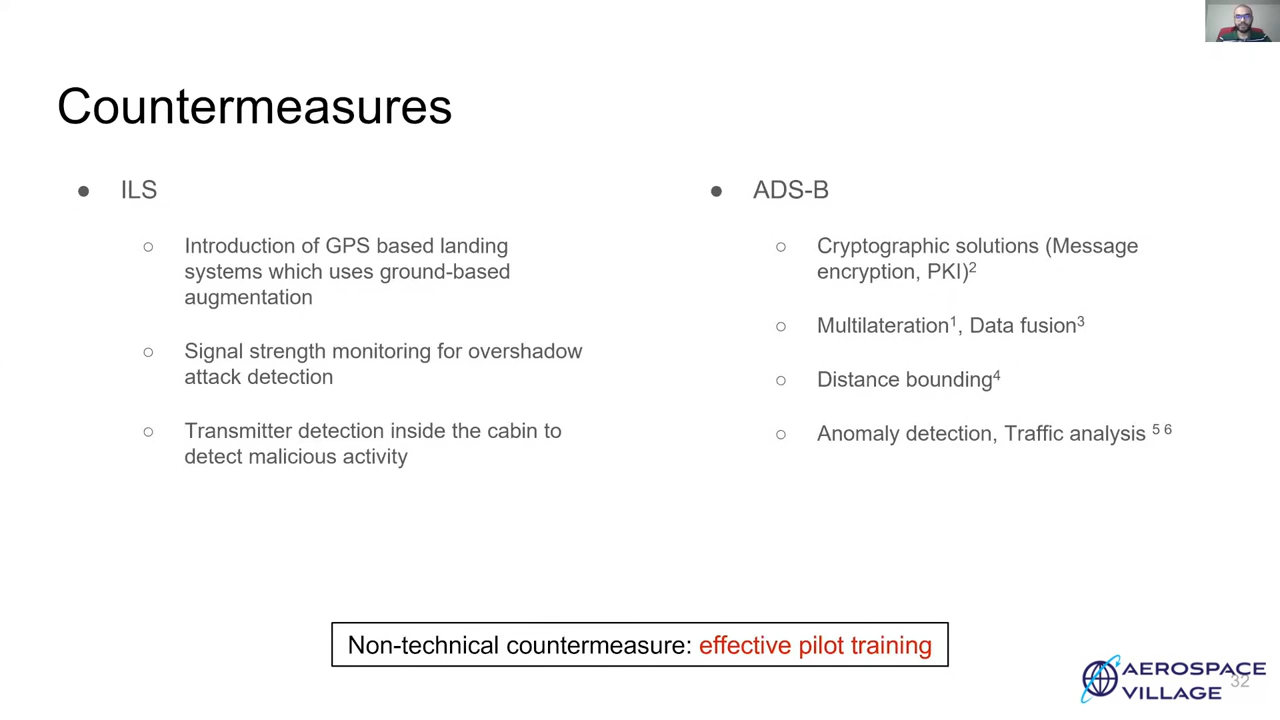 Countermeasures
● ILS
○ Introduction of GPS based landing
systems which uses ground-based
augmentation
○ Signal strength monitoring for overshadow
attack detection
○ Transmitter detection inside the cabin to
detect malicious activity
● ADS-B
○ Cryptographic solutions (Message
encryption, PKI)²
○ Multilateration¹, Data fusion³
○ Distance bounding⁴
○ Anomaly detection, Traffic analysis ⁵ ⁶
Non-technical countermeasure: effective pilot training
AEROSPACE
VILLAGE
32